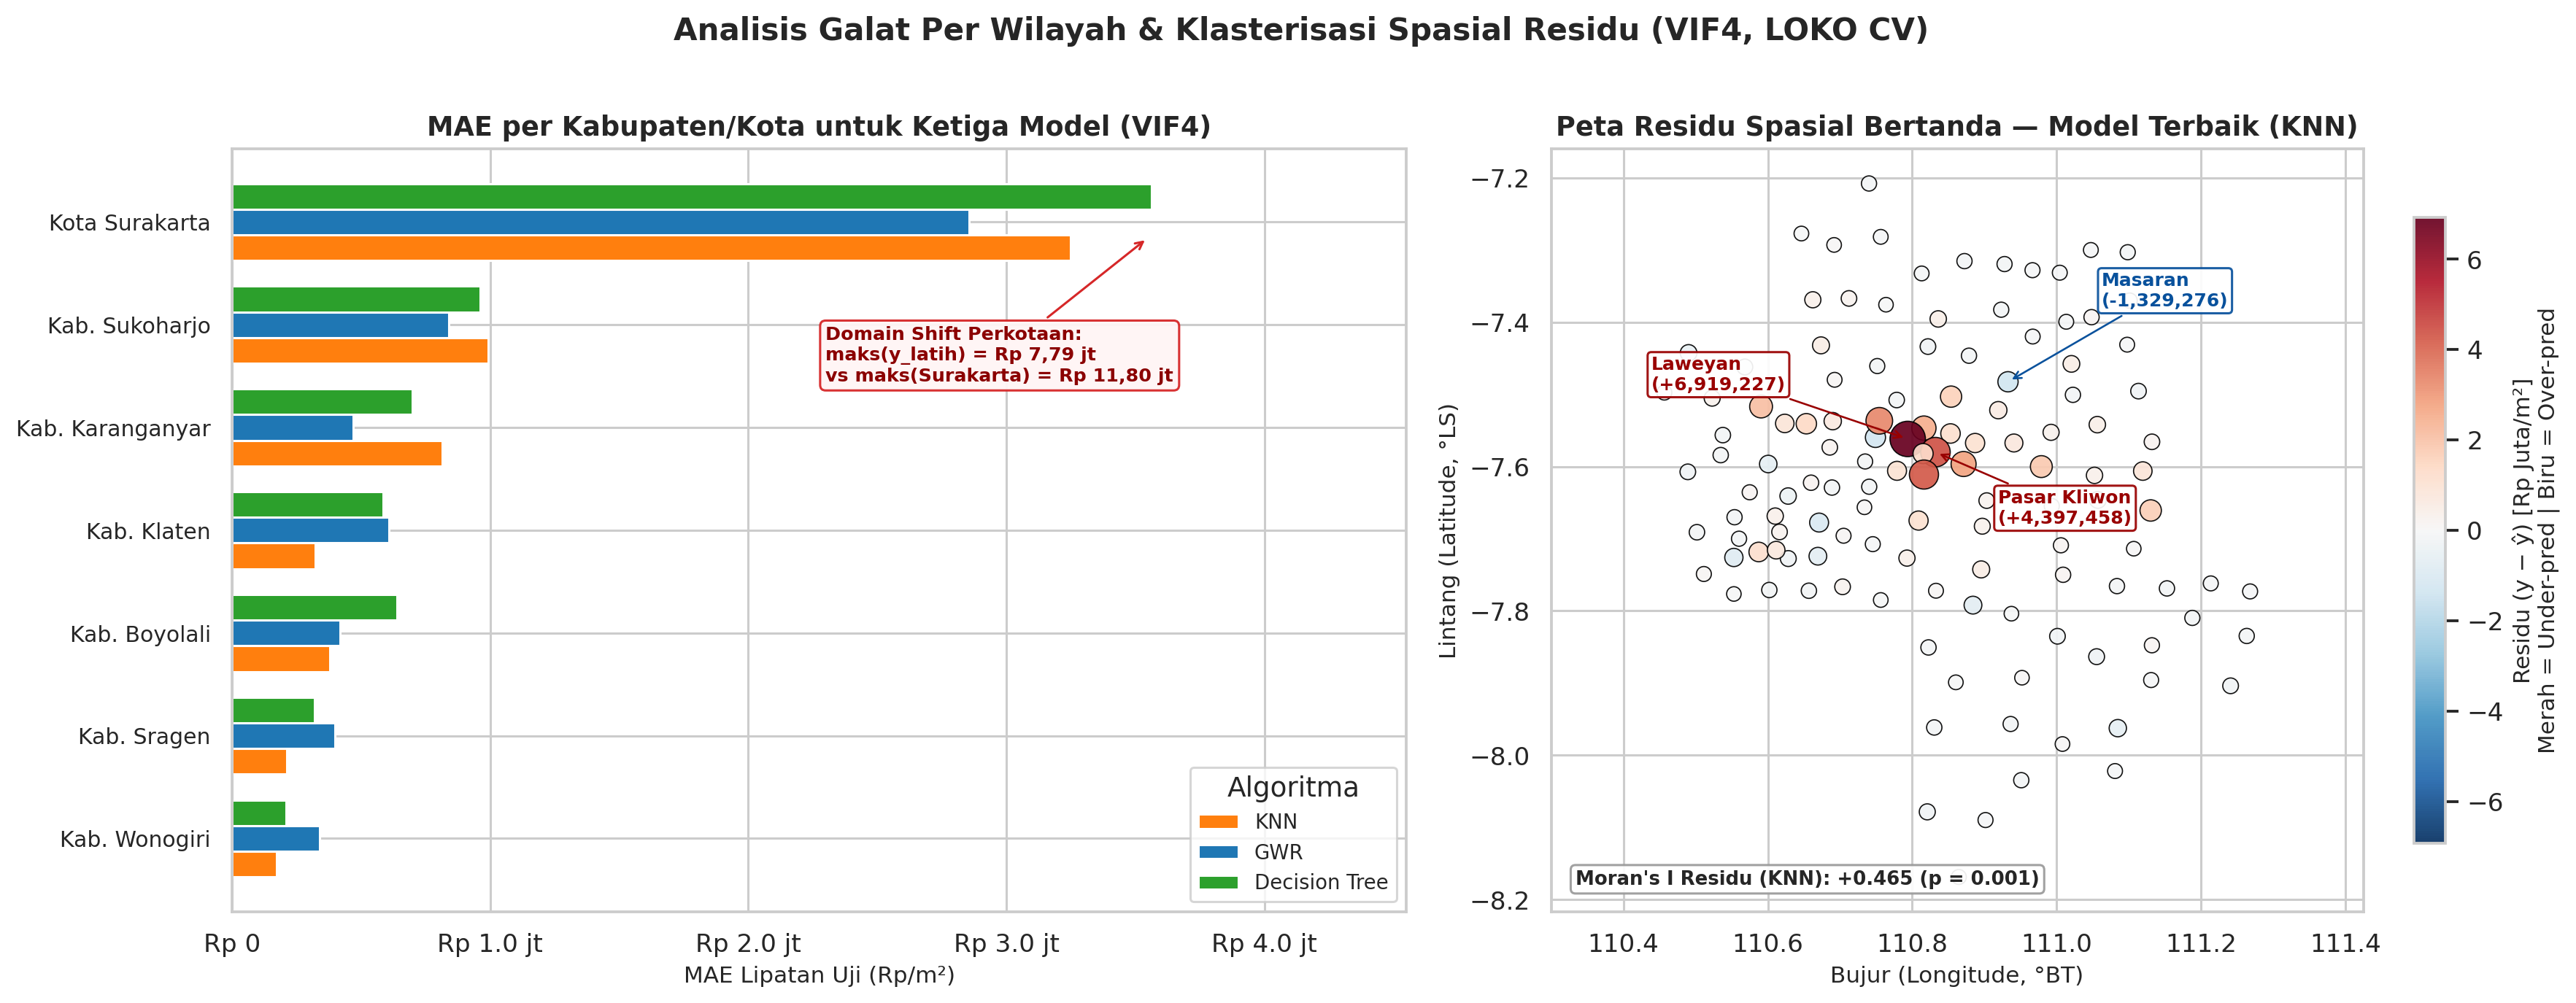 Analisis Galat Per Wilayah & Klasterisasi Spasial Residu (VIF4, LOKO CV)
MAE per Kabupaten/Kota untuk Ketiga Model (VIF4)
Kota Surakarta
Kab. Sukoharjo
Kab. Karanganyar
Kab. Klaten
Kab. Boyolali
Kab. Sragen
Kab. Wonogiri
Domain Shift Perkotaan:
maks(y_latih) = Rp 7,79 jt
vs maks(Surakarta) = Rp 11,80 jt
Algoritma
KNN
GWR
Decision Tree
Rp 0
Rp 1.0 jt
Rp 2.0 jt
Rp 3.0 jt
Rp 4.0 jt
MAE Lipatan Uji (Rp/m²)
Peta Residu Spasial Bertanda — Model Terbaik (KNN)
Lintang (Latitude, °LS)
−7.2
−7.4
−7.6
−7.8
−8.0
−8.2
Masaran
(-1,329,276)
Laweyan
(+6,919,227)
Pasar Kliwon
(+4,397,458)
Moran's I Residu (KNN): +0.465 (p = 0.001)
110.4
110.6
110.8
111.0
111.2
111.4
Bujur (Longitude, °BT)
6
4
2
0
−2
−4
−6
Residu (y − ŷ) [Rp Juta/m²]
Merah = Under-pred | Biru = Over-pred